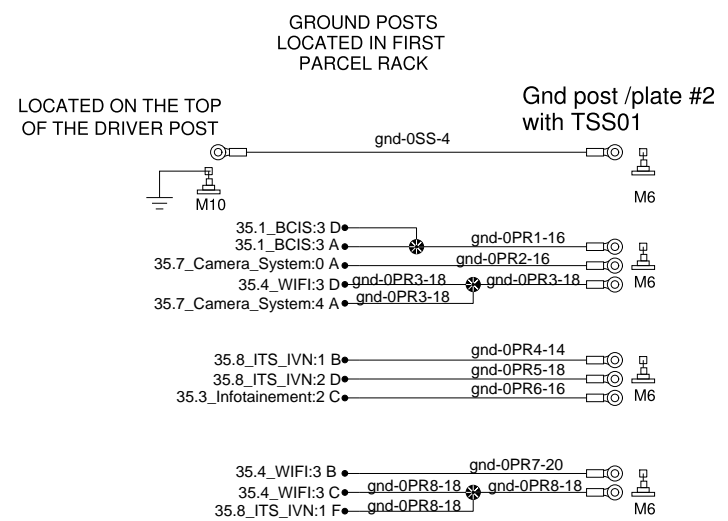 GROUND POSTS
LOCATED IN FIRST
PARCEL RACK
LOCATED ON THE TOP
OF THE DRIVER POST
Gnd post /plate #2
with TSS01
gnd-0SS-4
M10
M6
35.1_BCIS:3 D
35.1_BCIS:3 A
gnd-0PR1-16
35.7_Camera_System:0 A
gnd-0PR2-16
35.4_WIFI:3 D
gnd-0PR3-18
gnd-0PR3-18
M6
35.7_Camera_System:4 A
gnd-0PR3-18
35.8_ITS_IVN:1 B
gnd-0PR4-14
35.8_ITS_IVN:2 D
gnd-0PR5-18
35.3_Infotainement:2 C
gnd-0PR6-16
M6
35.4_WIFI:3 B
gnd-0PR7-20
35.4_WIFI:3 C
gnd-0PR8-18
gnd-0PR8-18
35.8_ITS_IVN:1 F
gnd-0PR8-18
M6